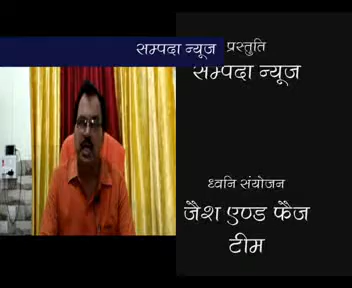 सम्पदा न्यूज
प्रस्तुति
सम्पदा न्यूज
ध्वनि संयोजन
जैश एण्ड फैज
टीम